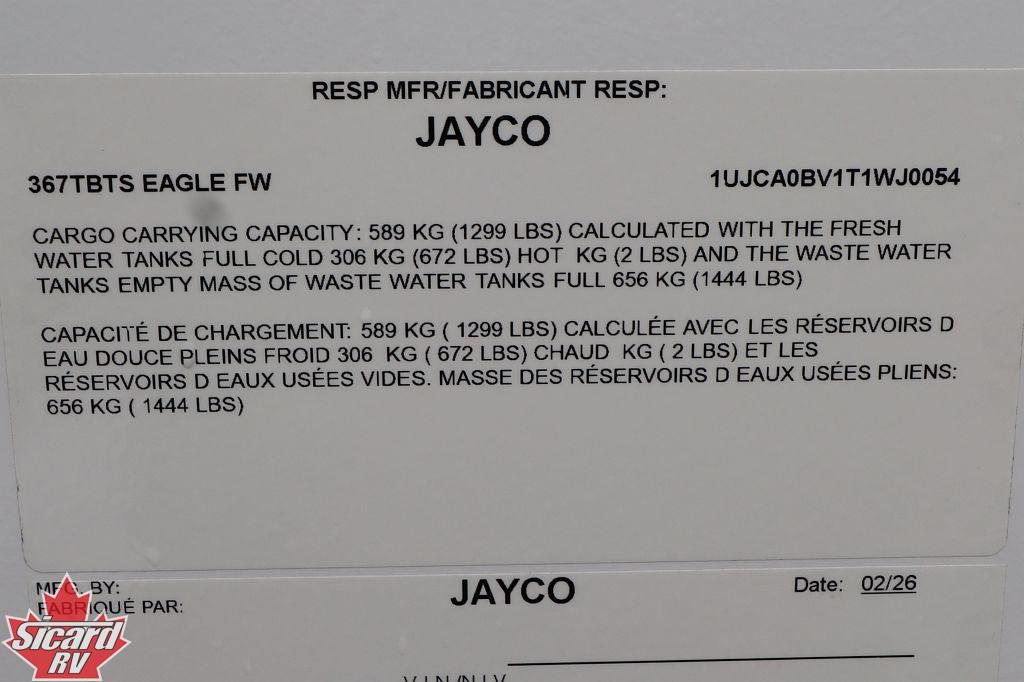 RESP MFR/FABRICANT RESP:
JAYCO
367TBTS EAGLE FW 1UJCA0BV1T1WJ0054
CARGO CARRYING CAPACITY: 589 KG (1299 LBS) CALCULATED WITH THE FRESH
WATER TANKS FULL COLD 306 KG (672 LBS) HOT  KG (2 LBS) AND THE WASTE WATER
TANKS EMPTY MASS OF WASTE WATER TANKS FULL 656 KG (1444 LBS)
CAPACITÉ DE CHARGEMENT: 589 KG ( 1299 LBS) CALCULÉE AVEC LES RÉSERVOIRS D
EAU DOUCE PLEINS FROID 306  KG ( 672 LBS) CHAUD  KG ( 2 LBS) ET LES
RÉSERVOIRS D EAUX USÉES VIDES. MASSE DES RÉSERVOIRS D EAUX USÉES PLIENS:
656 KG ( 1444 LBS)
MFG. BY: JAYCO Date: 02/26
FABRIQUÉ PAR:
Sicard
RV
V.I.N./N.I.V.